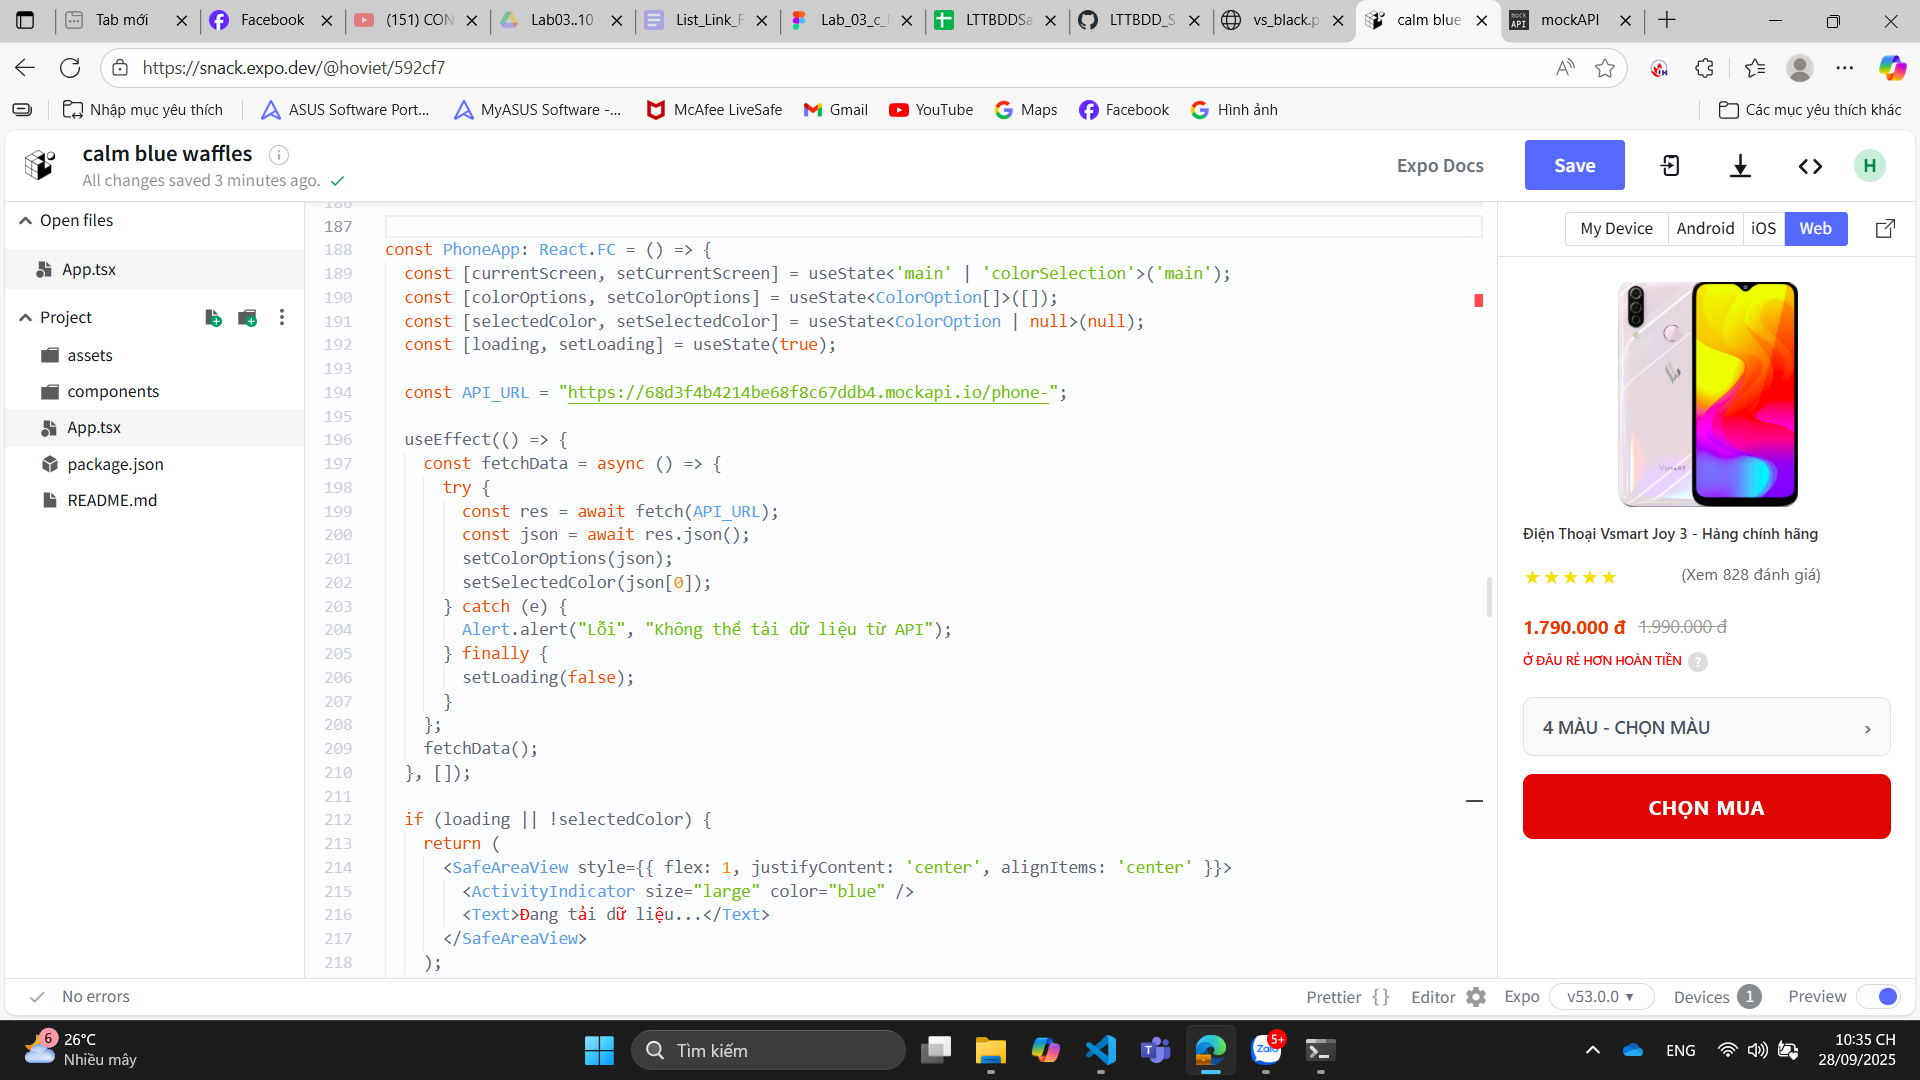 Tab mới
Facebook
(151) CON
Lab03..10
List_Link_F
Lab_03_c_l
LTTBDDSa
LTTBDD_S
vs_black.p
calm blue
mockAPI
https://snack.expo.dev/@hoviet/592cf7
Nhập mục yêu thích
ASUS Software Port...
MyASUS Software -...
McAfee LiveSafe
Gmail
YouTube
Maps
Facebook
Hình ảnh
Các mục yêu thích khác
calm blue waffles
All changes saved 3 minutes ago.
Expo Docs
Save
H
Open files
App.tsx
Project
assets
components
App.tsx
package.json
README.md
186
187
188 const PhoneApp: React.FC = () => {
189 const [currentScreen, setCurrentScreen] = useState<'main' | 'colorSelection'>('main');
190 const [colorOptions, setColorOptions] = useState<ColorOption[]>([]);
191 const [selectedColor, setSelectedColor] = useState<ColorOption | null>(null);
192 const [loading, setLoading] = useState(true);
193
194 const API_URL = "https://68d3f4b4214be68f8c67ddb4.mockapi.io/phone-";
195
196 useEffect(() => {
197 const fetchData = async () => {
198 try {
199 const res = await fetch(API_URL);
200 const json = await res.json();
201 setColorOptions(json);
202 setSelectedColor(json[0]);
203 } catch (e) {
204 Alert.alert("Lỗi", "Không thể tải dữ liệu từ API");
205 } finally {
206 setLoading(false);
207 }
208 };
209 fetchData();
210 }, []);
211
212 if (loading || !selectedColor) {
213 return (
214 <SafeAreaView style={{ flex: 1, justifyContent: 'center', alignItems: 'center' }}>
215 <ActivityIndicator size="large" color="blue" />
216 <Text>Đang tải dữ liệu...</Text>
217 </SafeAreaView>
218 );
My Device
Android
iOS
Web
VSMART
Điện Thoại Vsmart Joy 3 - Hàng chính hãng
★★★★★ (Xem 828 đánh giá)
1.790.000 đ 1.990.000 đ
Ở ĐÂU RẺ HƠN HOÀN TIỀN ?
4 MÀU - CHỌN MÀU ›
CHỌN MUA
No errors
Prettier { }
Editor
Expo
v53.0.0 ▾
Devices 1
Preview
6
26°C
Nhiều mây
Tìm kiếm
Zalo
5+
ENG
10:35 CH
28/09/2025